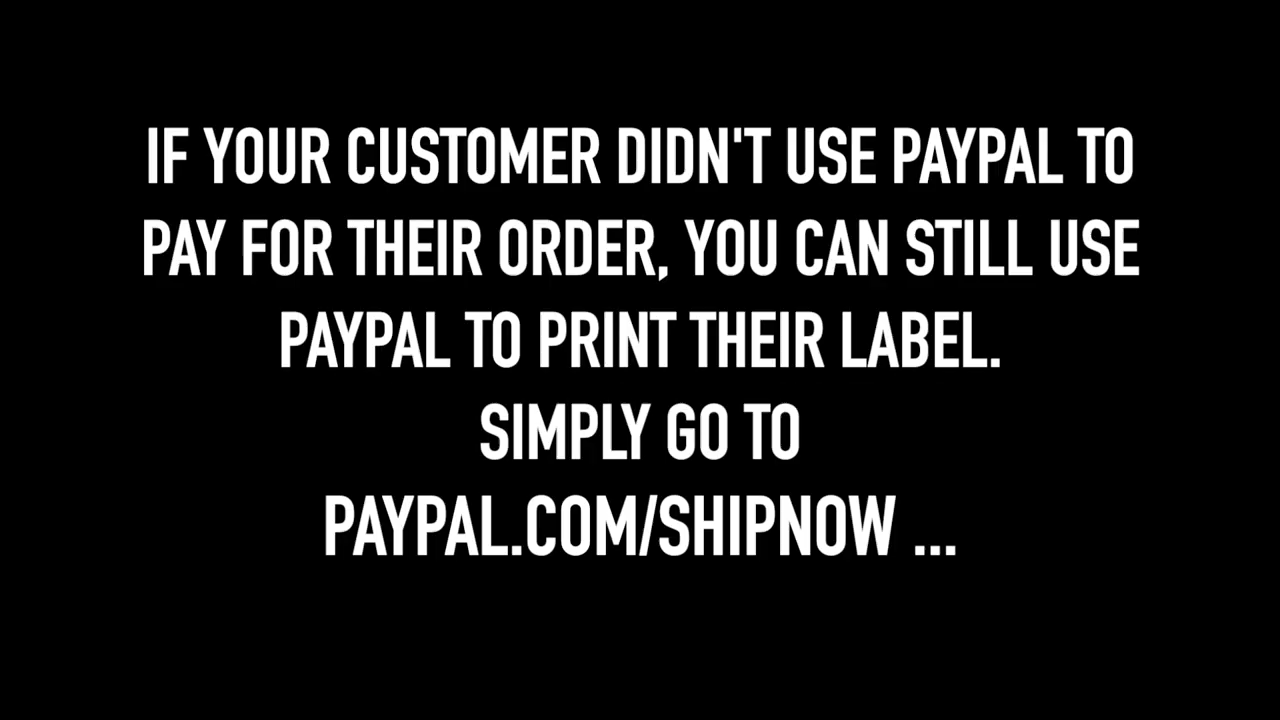 IF YOUR CUSTOMER DIDN'T USE PAYPAL TO
PAY FOR THEIR ORDER, YOU CAN STILL USE
PAYPAL TO PRINT THEIR LABEL.
SIMPLY GO TO
PAYPAL.COM/SHIPNOW ...